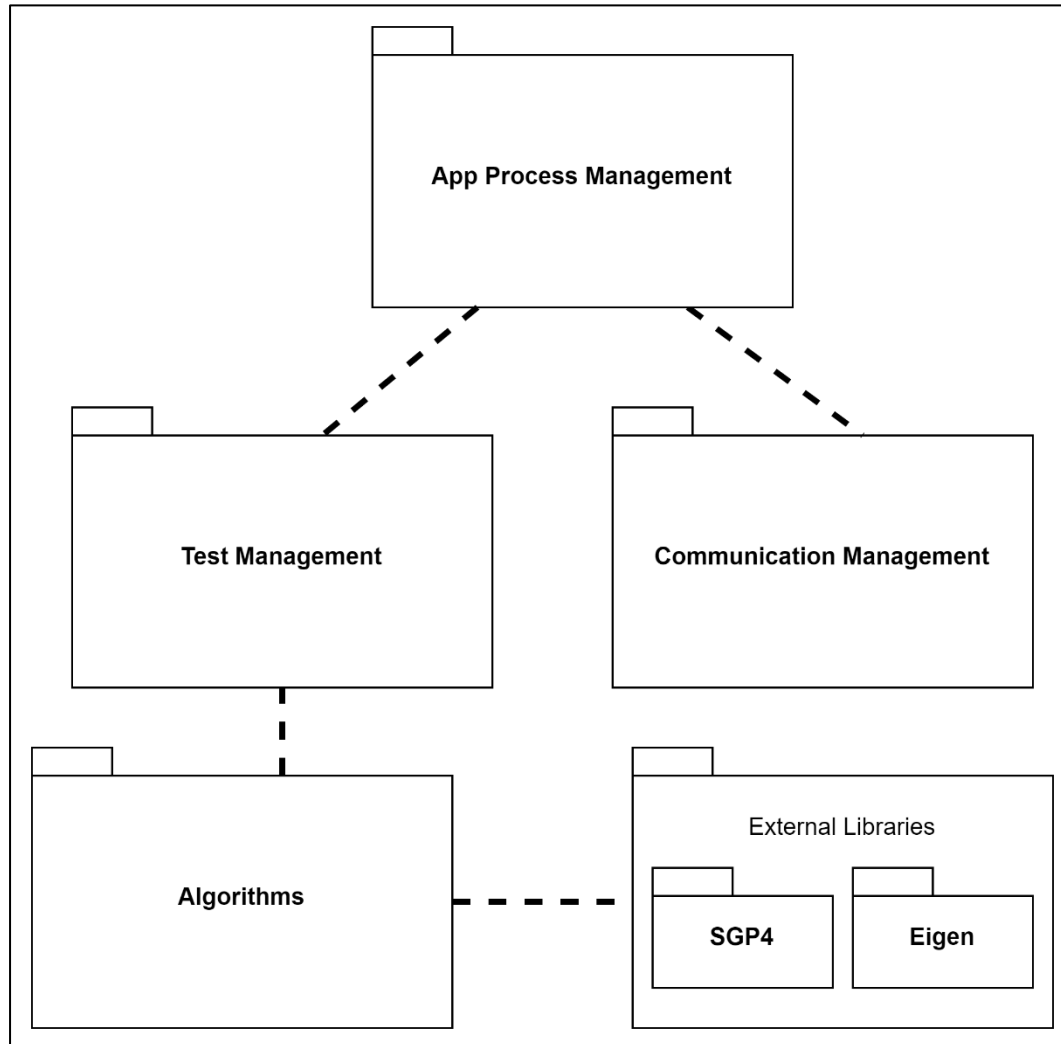 App Process Management
Test Management
Communication Management
Algorithms
External Libraries
SGP4
Eigen